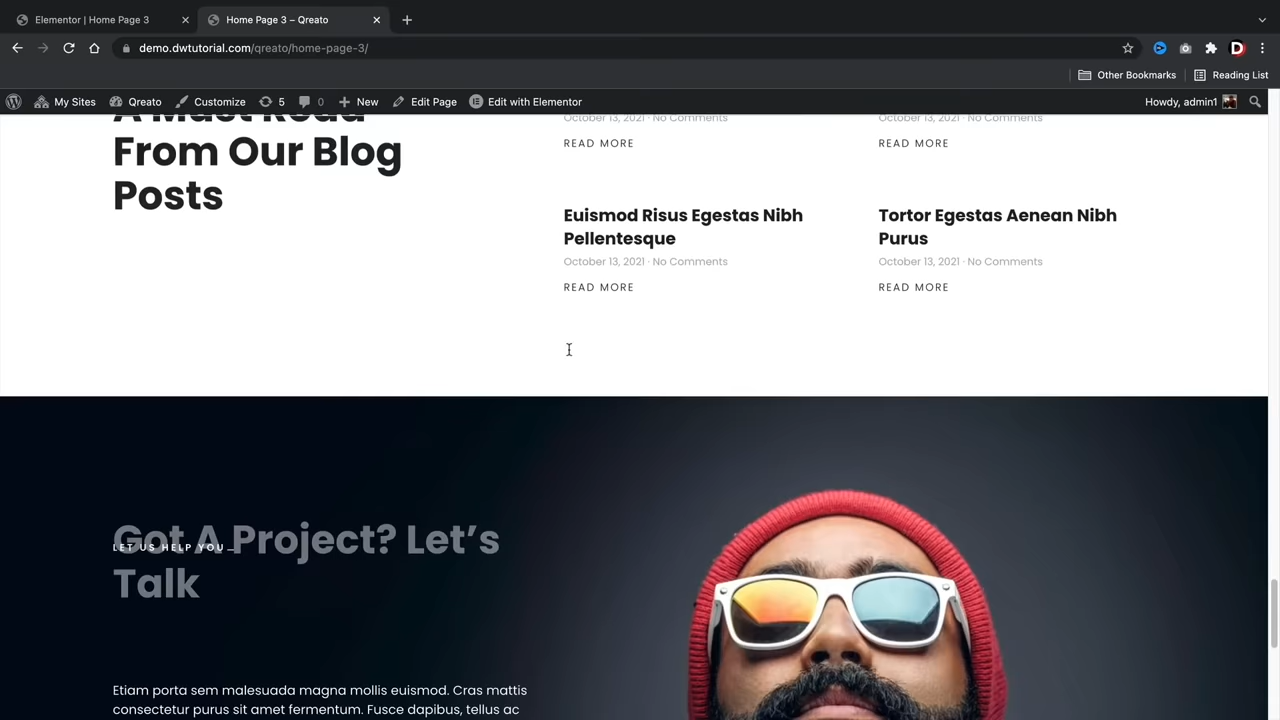 Elementor | Home Page 3
Home Page 3 – Qreato
demo.dwtutorial.com/qreato/home-page-3/
D
Other Bookmarks
Reading List
My Sites
Qreato
Customize
5
0
New
Edit Page
Edit with Elementor
Howdy, admin1
A Must Read
From Our Blog
Posts
October 13, 2021 · No Comments
READ MORE
October 13, 2021 · No Comments
READ MORE
Euismod Risus Egestas Nibh
Pellentesque
October 13, 2021 · No Comments
READ MORE
Tortor Egestas Aenean Nibh
Purus
October 13, 2021 · No Comments
READ MORE
LET US HELP YOU...
Got A Project? Let’s
Talk
Etiam porta sem malesuada magna mollis euismod. Cras mattis
consectetur purus sit amet fermentum. Fusce dapibus, tellus ac